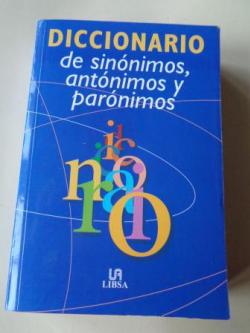 DICCIONARIO
de sinónimos,
antónimos y
parónimos
LIBSA